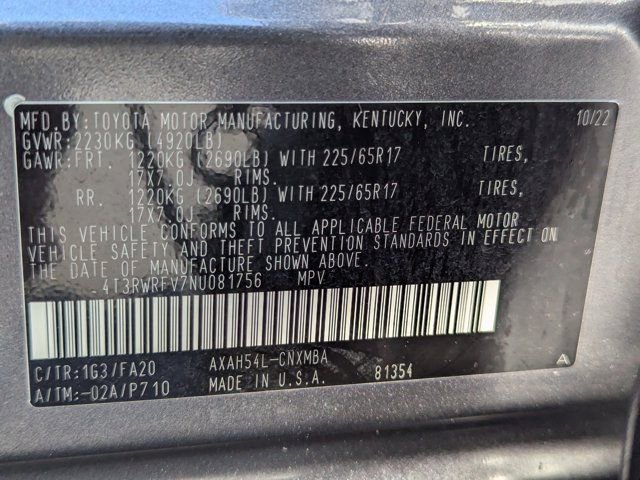 MFD.BY:TOYOTA MOTOR MANUFACTURING, KENTUCKY, INC. 10/22
GVWR:2230KG (4920LB)
GAWR:FRT. 1220KG (2690LB) WITH 225/65R17 TIRES,
17X7.0J RIMS.
RR. 1220KG (2690LB) WITH 225/65R17 TIRES,
17X7.0J RIMS.
THIS VEHICLE CONFORMS TO ALL APPLICABLE FEDERAL MOTOR
VEHICLE SAFETY AND THEFT PREVENTION STANDARDS IN EFFECT ON
THE DATE OF MANUFACTURE SHOWN ABOVE.
4T3RWRFV7NU081756 MPV
C/TR:1G3/FA20 AXAH54L-CNXMBA
A/TM:-02A/P710 MADE IN U.S.A. 81354 A